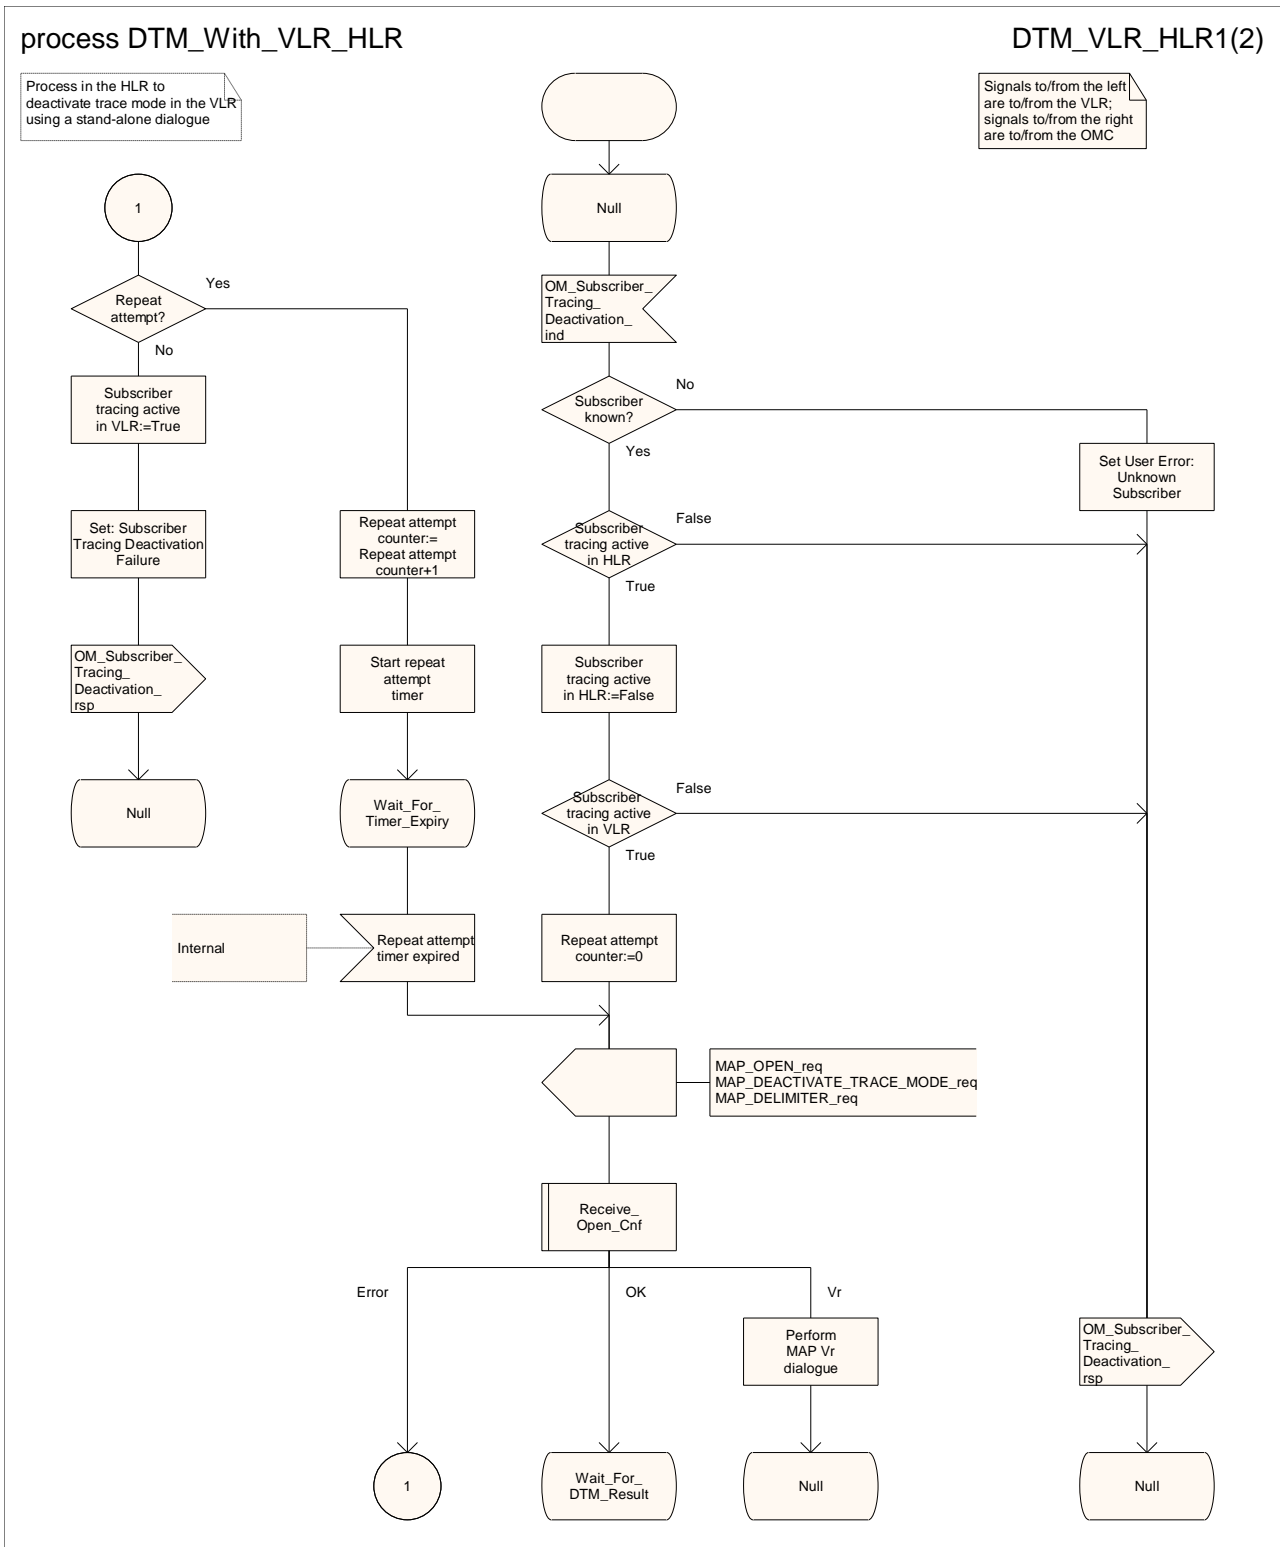 process DTM_With_VLR_HLR
DTM_VLR_HLR1(2)
Process in the HLR to
deactivate trace mode in the VLR
using a stand-alone dialogue
Signals to/from the left
are to/from the VLR;
signals to/from the right
are to/from the OMC
1
Null
Repeat
attempt?
Yes
No
OM_Subscriber_
Tracing_
Deactivation_
ind
Subscriber
tracing active
in VLR:=True
Subscriber
known?
No
Yes
Set User Error:
Unknown
Subscriber
Set: Subscriber
Tracing Deactivation
Failure
Repeat attempt
counter:=
Repeat attempt
counter+1
Subscriber
tracing active
in HLR
False
True
OM_Subscriber_
Tracing_
Deactivation_
rsp
Start repeat
attempt
timer
Subscriber
tracing active
in HLR:=False
Null
Wait_For_
Timer_Expiry
Subscriber
tracing active
in VLR
False
True
Internal
Repeat attempt
timer expired
Repeat attempt
counter:=0
MAP_OPEN_req
MAP_DEACTIVATE_TRACE_MODE_req
MAP_DELIMITER_req
Receive_
Open_Cnf
Error
OK
Vr
Perform
MAP Vr
dialogue
OM_Subscriber_
Tracing_
Deactivation_
rsp
1
Wait_For_
DTM_Result
Null
Null